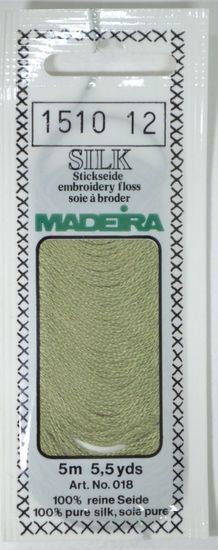 1510 12
SILK
Stickseide
embroidery floss
soie à broder
MADEIRA
5m 5,5yds
Art. No. 018
100% reine Seide
100% pure silk, soie pure